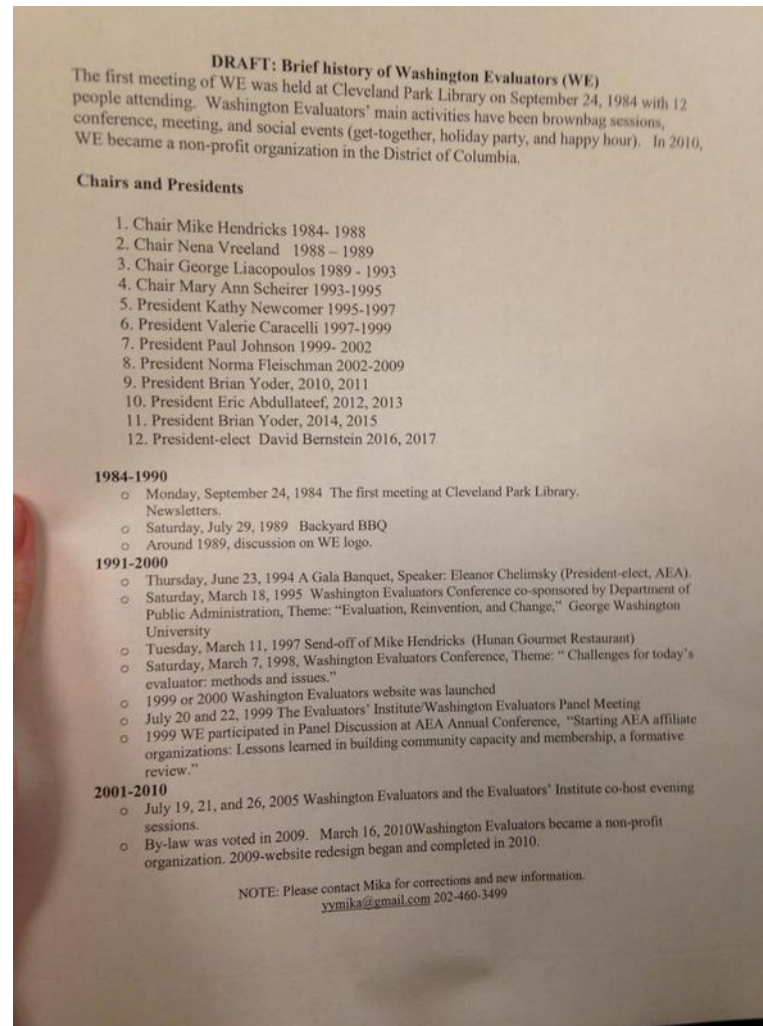 DRAFT: Brief history of Washington Evaluators (WE)
The first meeting of WE was held at Cleveland Park Library on September 24, 1984 with 12
people attending. Washington Evaluators' main activities have been brownbag sessions,
conference, meeting, and social events (get-together, holiday party, and happy hour). In 2010,
WE became a non-profit organization in the District of Columbia.
Chairs and Presidents
1. Chair Mike Hendricks 1984- 1988
2. Chair Nena Vreeland 1988 – 1989
3. Chair George Liacopoulos 1989 - 1993
4. Chair Mary Ann Scheirer 1993-1995
5. President Kathy Newcomer 1995-1997
6. President Valerie Caracelli 1997-1999
7. President Paul Johnson 1999- 2002
8. President Norma Fleischman 2002-2009
9. President Brian Yoder, 2010, 2011
10. President Eric Abdullateef, 2012, 2013
11. President Brian Yoder, 2014, 2015
12. President-elect David Bernstein 2016, 2017
1984-1990
o Monday, September 24, 1984 The first meeting at Cleveland Park Library.
Newsletters.
o Saturday, July 29, 1989 Backyard BBQ
o Around 1989, discussion on WE logo.
1991-2000
o Thursday, June 23, 1994 A Gala Banquet, Speaker: Eleanor Chelimsky (President-elect, AEA).
o Saturday, March 18, 1995 Washington Evaluators Conference co-sponsored by Department of
Public Administration, Theme: "Evaluation, Reinvention, and Change," George Washington
University
o Tuesday, March 11, 1997 Send-off of Mike Hendricks (Hunan Gourmet Restaurant)
o Saturday, March 7, 1998, Washington Evaluators Conference, Theme: " Challenges for today's
evaluator: methods and issues."
o 1999 or 2000 Washington Evaluators website was launched
o July 20 and 22, 1999 The Evaluators' Institute/Washington Evaluators Panel Meeting
o 1999 WE participated in Panel Discussion at AEA Annual Conference, "Starting AEA affiliate
organizations: Lessons learned in building community capacity and membership, a formative
review."
2001-2010
o July 19, 21, and 26, 2005 Washington Evaluators and the Evaluators' Institute co-host evening
sessions.
o By-law was voted in 2009. March 16, 2010Washington Evaluators became a non-profit
organization. 2009-website redesign began and completed in 2010.
NOTE: Please contact Mika for corrections and new information.
yymika@gmail.com 202-460-3499